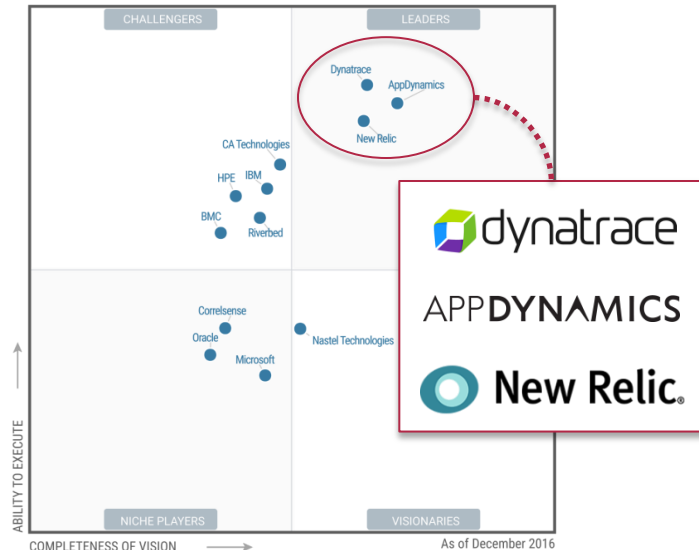 CHALLENGERS
LEADERS
Dynatrace
AppDynamics
New Relic
CA Technologies
IBM
HPE
BMC
Riverbed
dynatrace
APPDYNAMICS
New Relic®
Correlsense
Oracle
Nastel Technologies
Microsoft
ABILITY TO EXECUTE
NICHE PLAYERS
VISIONARIES
COMPLETENESS OF VISION
As of December 2016